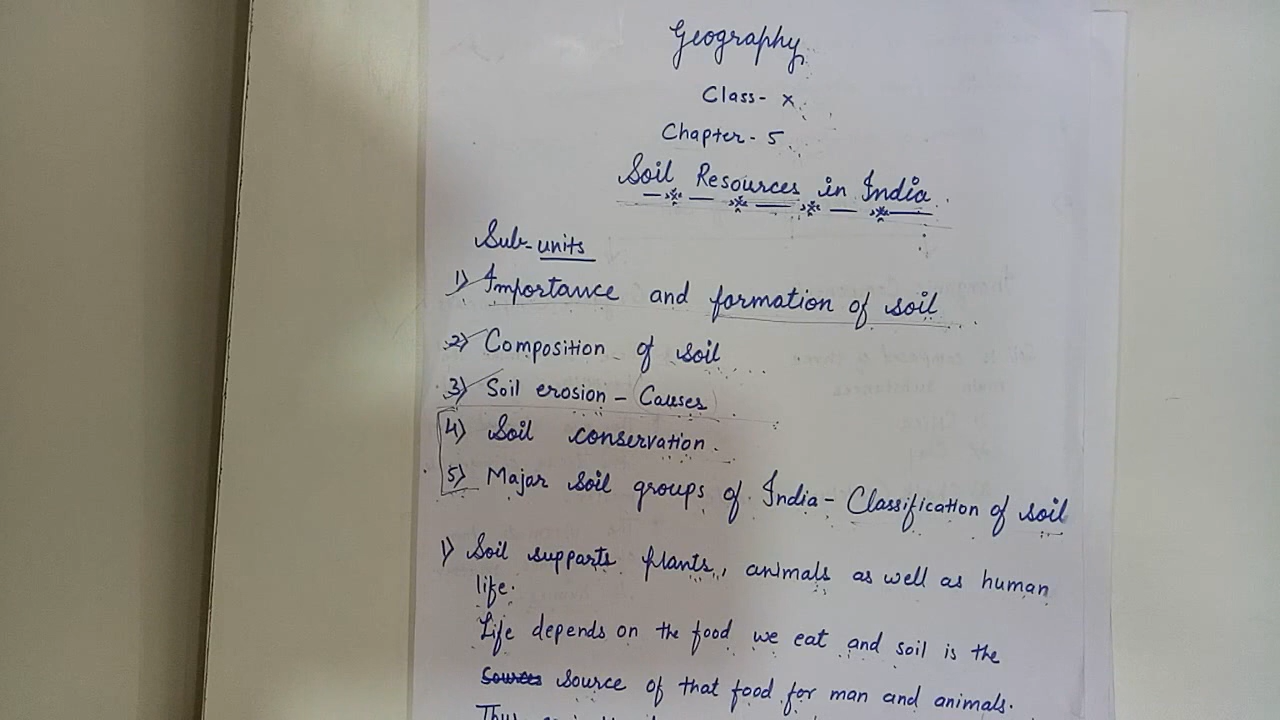 Geography
Class- X
Chapter- 5
Soil Resources in India
Sub-units
1) Importance and formation of soil
2) Composition of soil
3) Soil erosion - Causes
4) Soil conservation.
5) Majar soil groups of India - Classification of soil
1) Soil supports plants, animals as well as human
life.
Life depends on the food we eat and soil is the
source of that food for man and animals.